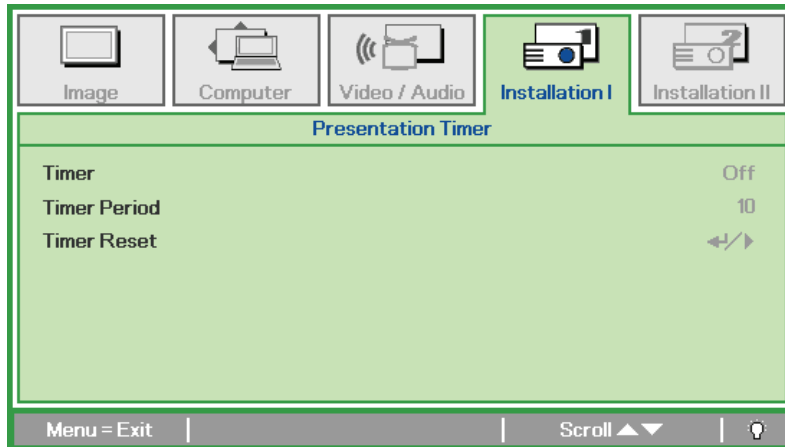 Image Computer Video / Audio Installation I Installation II
Presentation Timer
Timer Off
Timer Period 10
Timer Reset ↵/▶
Menu = Exit Scroll ▲▼